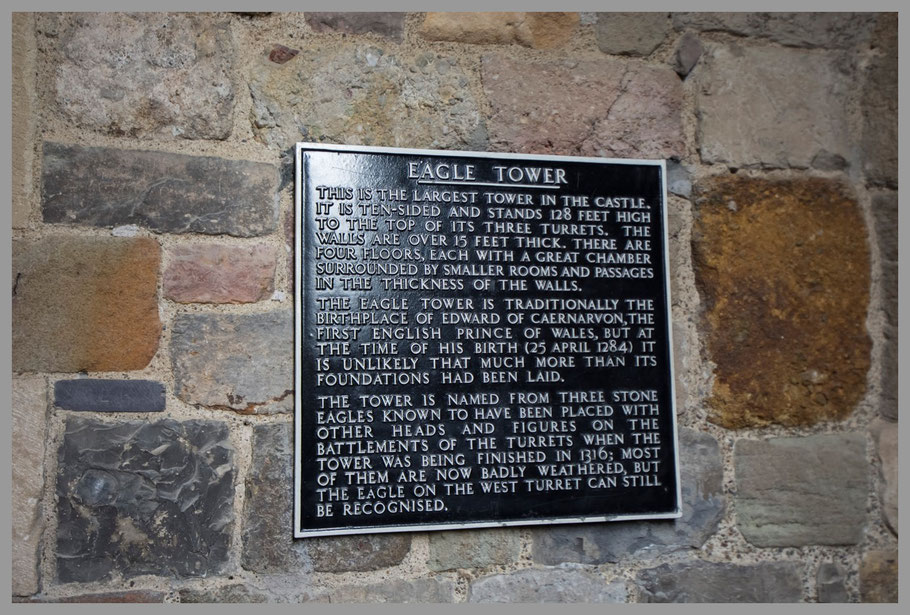 EAGLE TOWER
THIS IS THE LARGEST TOWER IN THE CASTLE.
IT IS TEN-SIDED AND STANDS 128 FEET HIGH
TO THE TOP OF ITS THREE TURRETS. THE
WALLS ARE OVER 15 FEET THICK. THERE ARE
FOUR FLOORS, EACH WITH A GREAT CHAMBER
SURROUNDED BY SMALLER ROOMS AND PASSAGES
IN THE THICKNESS OF THE WALLS.
THE EAGLE TOWER IS TRADITIONALLY THE
BIRTHPLACE OF EDWARD OF CAERNARVON, THE
FIRST ENGLISH PRINCE OF WALES, BUT AT
THE TIME OF HIS BIRTH (25 APRIL 1284) IT
IS UNLIKELY THAT MUCH MORE THAN ITS
FOUNDATIONS HAD BEEN LAID.
THE TOWER IS NAMED FROM THREE STONE
EAGLES KNOWN TO HAVE BEEN PLACED WITH
OTHER HEADS AND FIGURES ON THE
BATTLEMENTS OF THE TURRETS WHEN THE
TOWER WAS BEING FINISHED IN 1316; MOST
OF THEM ARE NOW BADLY WEATHERED, BUT
THE EAGLE ON THE WEST TURRET CAN STILL
BE RECOGNISED.